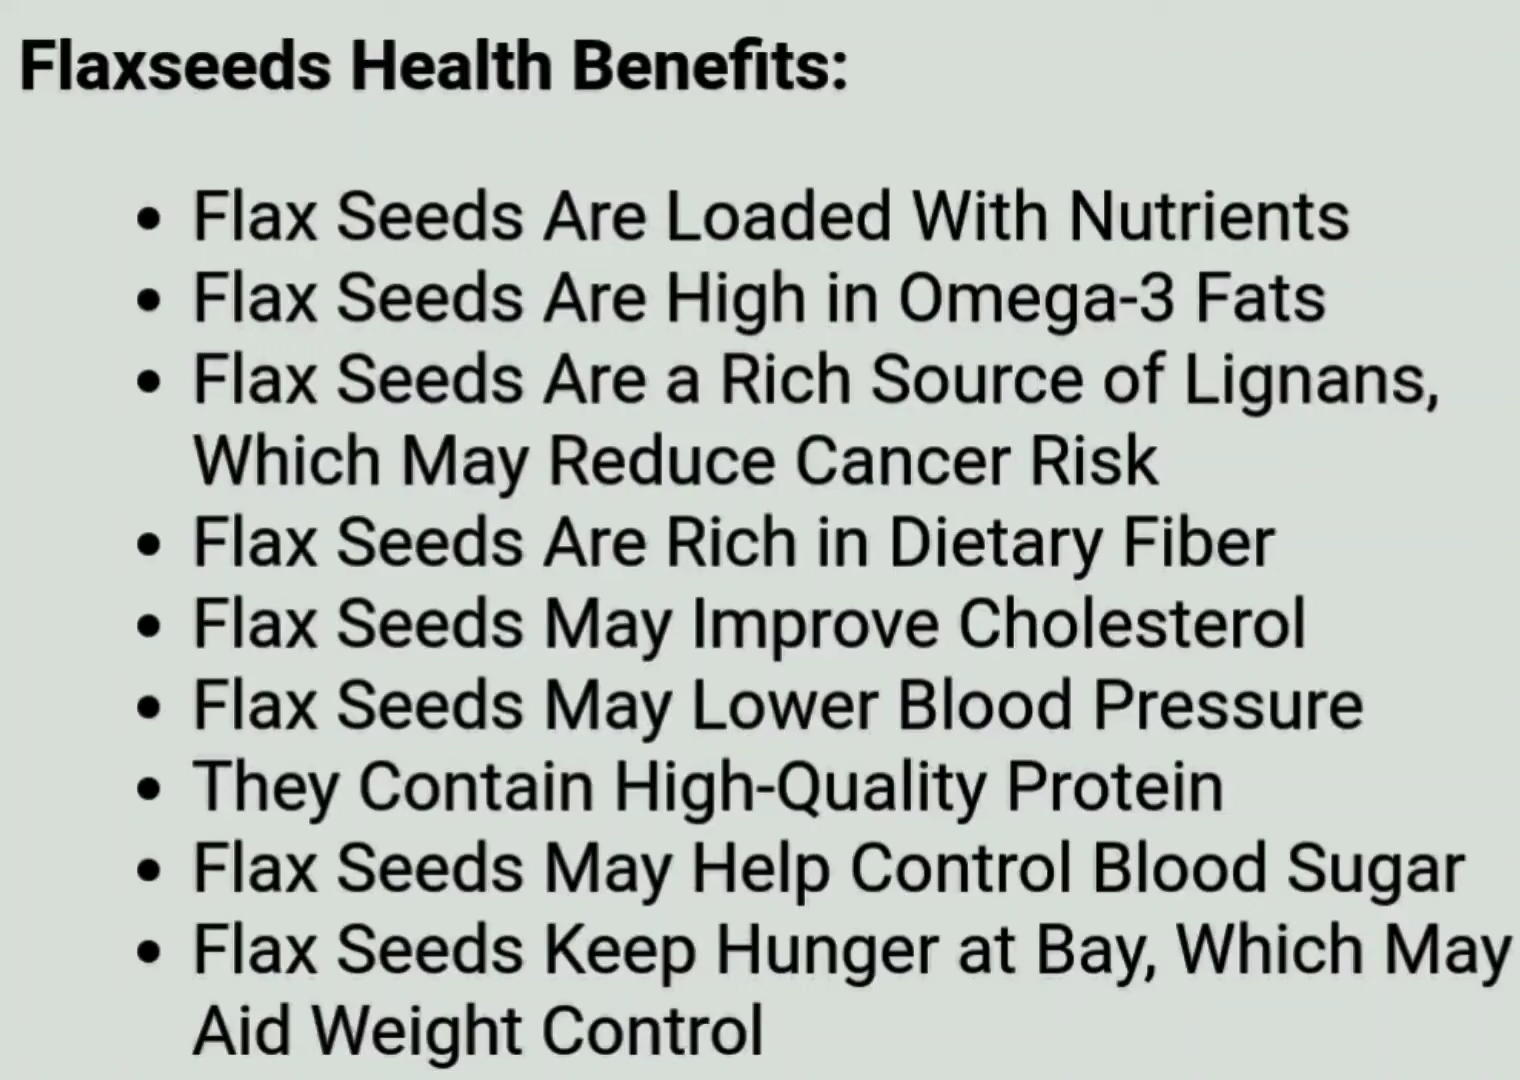 Flaxseeds Health Benefits:
• Flax Seeds Are Loaded With Nutrients
• Flax Seeds Are High in Omega-3 Fats
• Flax Seeds Are a Rich Source of Lignans,
Which May Reduce Cancer Risk
• Flax Seeds Are Rich in Dietary Fiber
• Flax Seeds May Improve Cholesterol
• Flax Seeds May Lower Blood Pressure
• They Contain High-Quality Protein
• Flax Seeds May Help Control Blood Sugar
• Flax Seeds Keep Hunger at Bay, Which May
Aid Weight Control